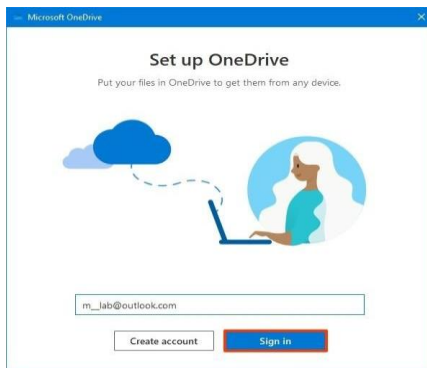 Microsoft OneDrive
Set up OneDrive
Put your files in OneDrive to get them from any device.
m__lab@outlook.com
Create account Sign in